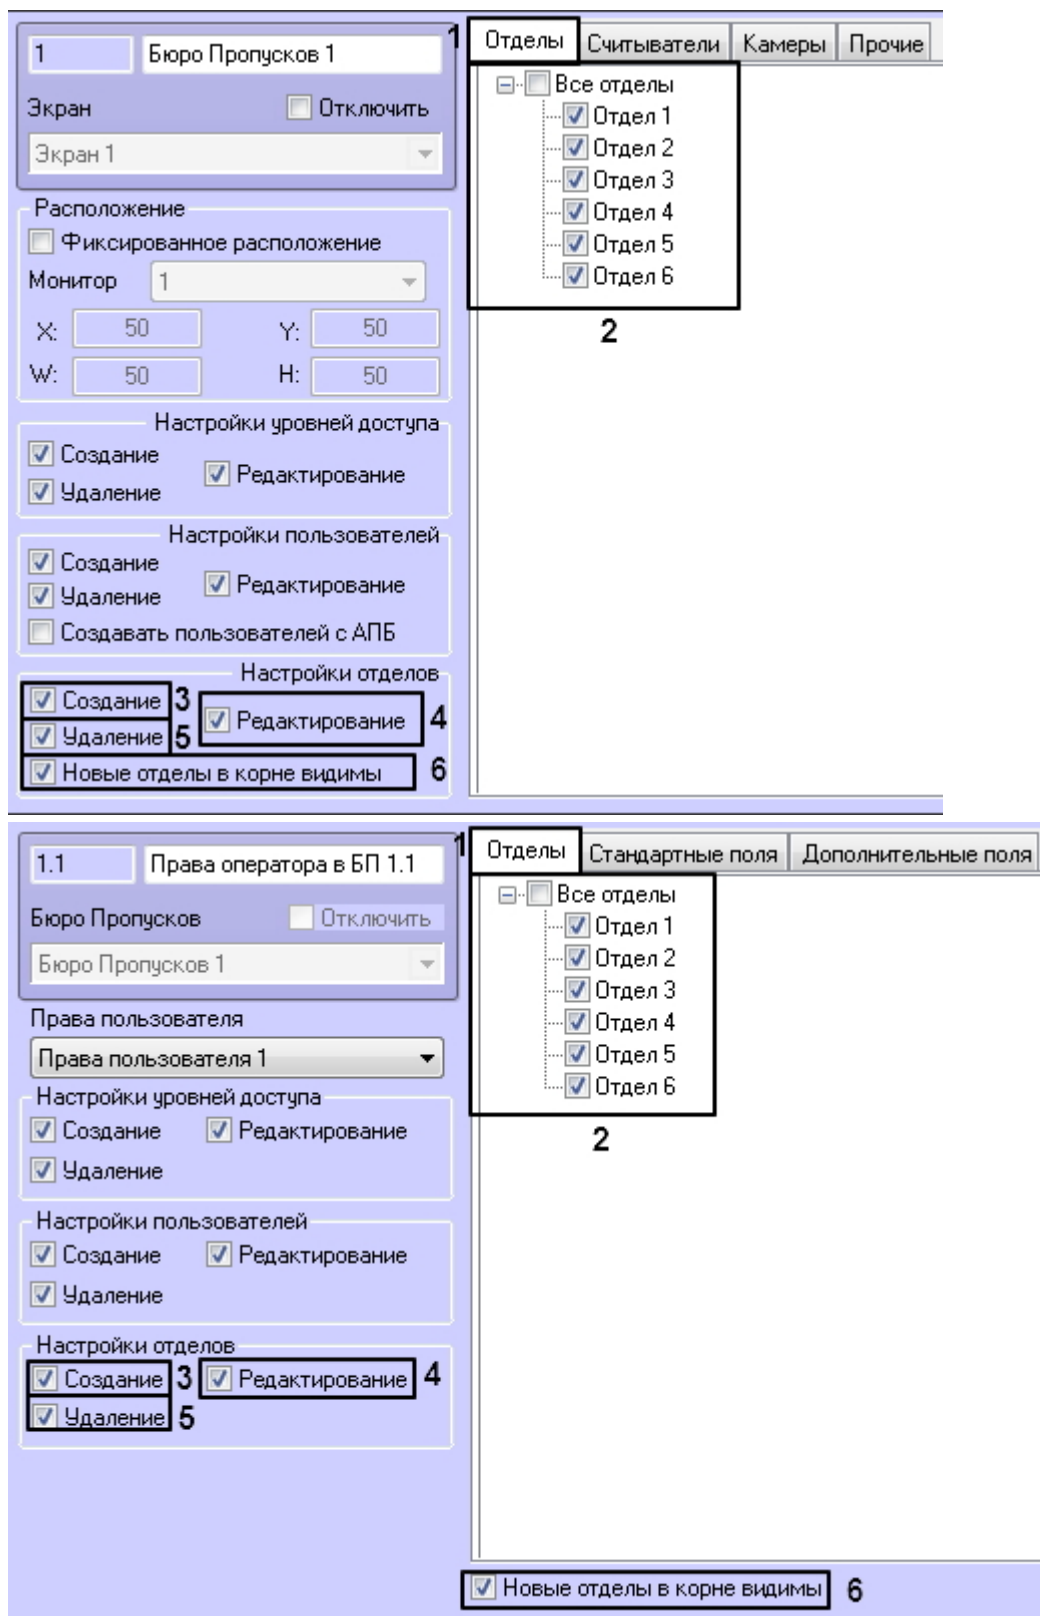 1 Бюро Пропусков 1
Экран Отключить
Экран 1
Расположение
Фиксированное расположение
Монитор 1
X: 50 Y: 50
W: 50 H: 50
Настройки уровней доступа
Создание
Редактирование
Удаление
Настройки пользователей
Создание
Редактирование
Удаление
Создавать пользователей с АПБ
Настройки отделов
Создание 3
Редактирование 4
Удаление 5
Новые отделы в корне видимы 6
1 Отделы Считыватели Камеры Прочие
Все отделы
Отдел 1
Отдел 2
Отдел 3
Отдел 4
Отдел 5
Отдел 6
2
1.1 Права оператора в БП 1.1
Бюро Пропусков Отключить
Бюро Пропусков 1
Права пользователя
Права пользователя 1
Настройки уровней доступа
Создание Редактирование
Удаление
Настройки пользователей
Создание Редактирование
Удаление
Настройки отделов
Создание 3 Редактирование 4
Удаление 5
1 Отделы Стандартные поля Дополнительные поля
Все отделы
Отдел 1
Отдел 2
Отдел 3
Отдел 4
Отдел 5
Отдел 6
2
Новые отделы в корне видимы 6